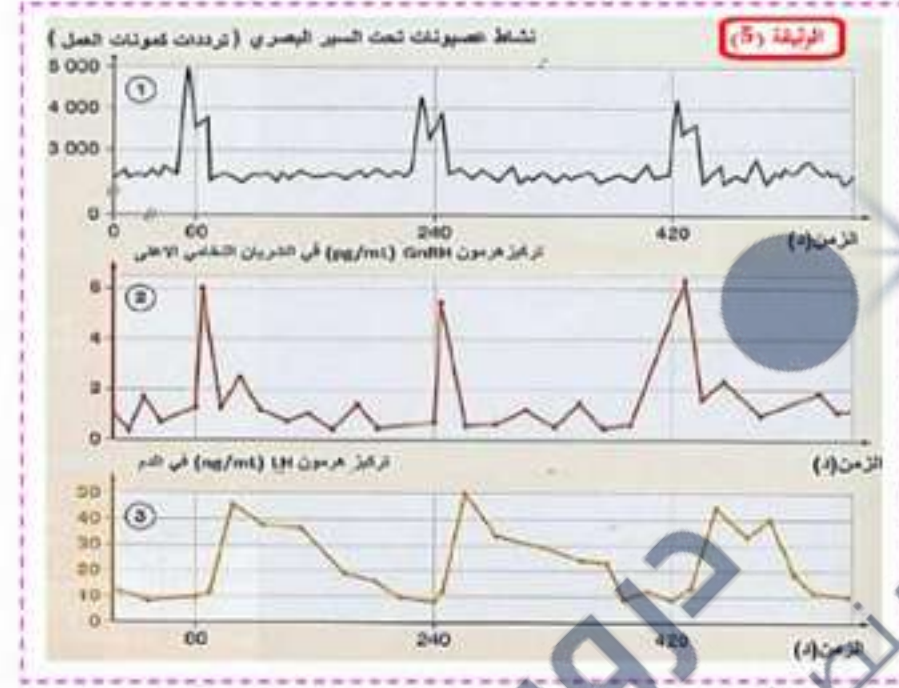 الوثيقة (5)
نشاط عصبونات تحت السرير البصري ( ترددات كمونات العمل )
5 000
4 000
3 000
0
1
0 60 240 420
الزمن(د)
تركيز هرمون GnRH (pg/mL) في الشريان النخامي الاعلى
6
4
2
0
2
الزمن(د)
تركيز هرمون LH (ng/mL) في الدم
50
40
30
20
10
0
3
60 240 420
الزمن(د)